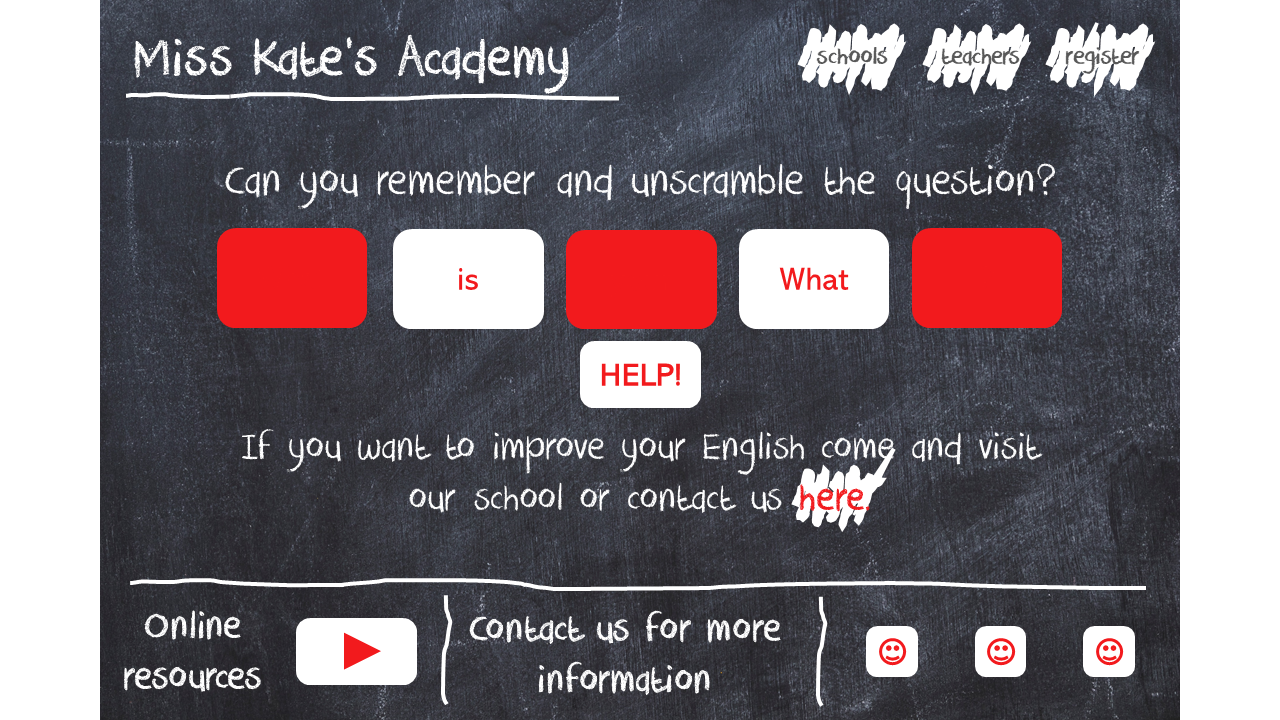 Miss Kate's Academy
schools teachers register
Can you remember and unscramble the question?
is What
HELP!
If you want to improve your English come and visit
our school or contact us here.
Online
resources
Contact us for more
information